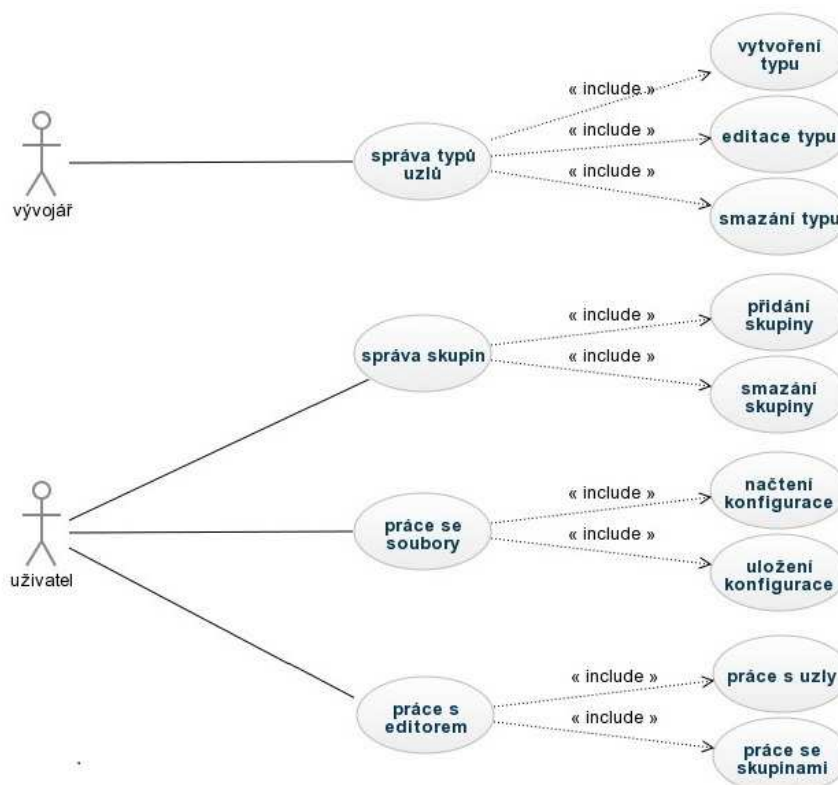 vytvoření
typu
« include »
« include »
editace typu
správa typů
uzlů
« include »
vývojář
smazání typu
přidání
skupiny
« include »
správa skupin
« include »
smazání
skupiny
načtení
konfigurace
« include »
práce se
soubory
« include »
uložení
konfigurace
uživatel
práce s uzly
« include »
práce s
editorem
« include »
práce se
skupinami